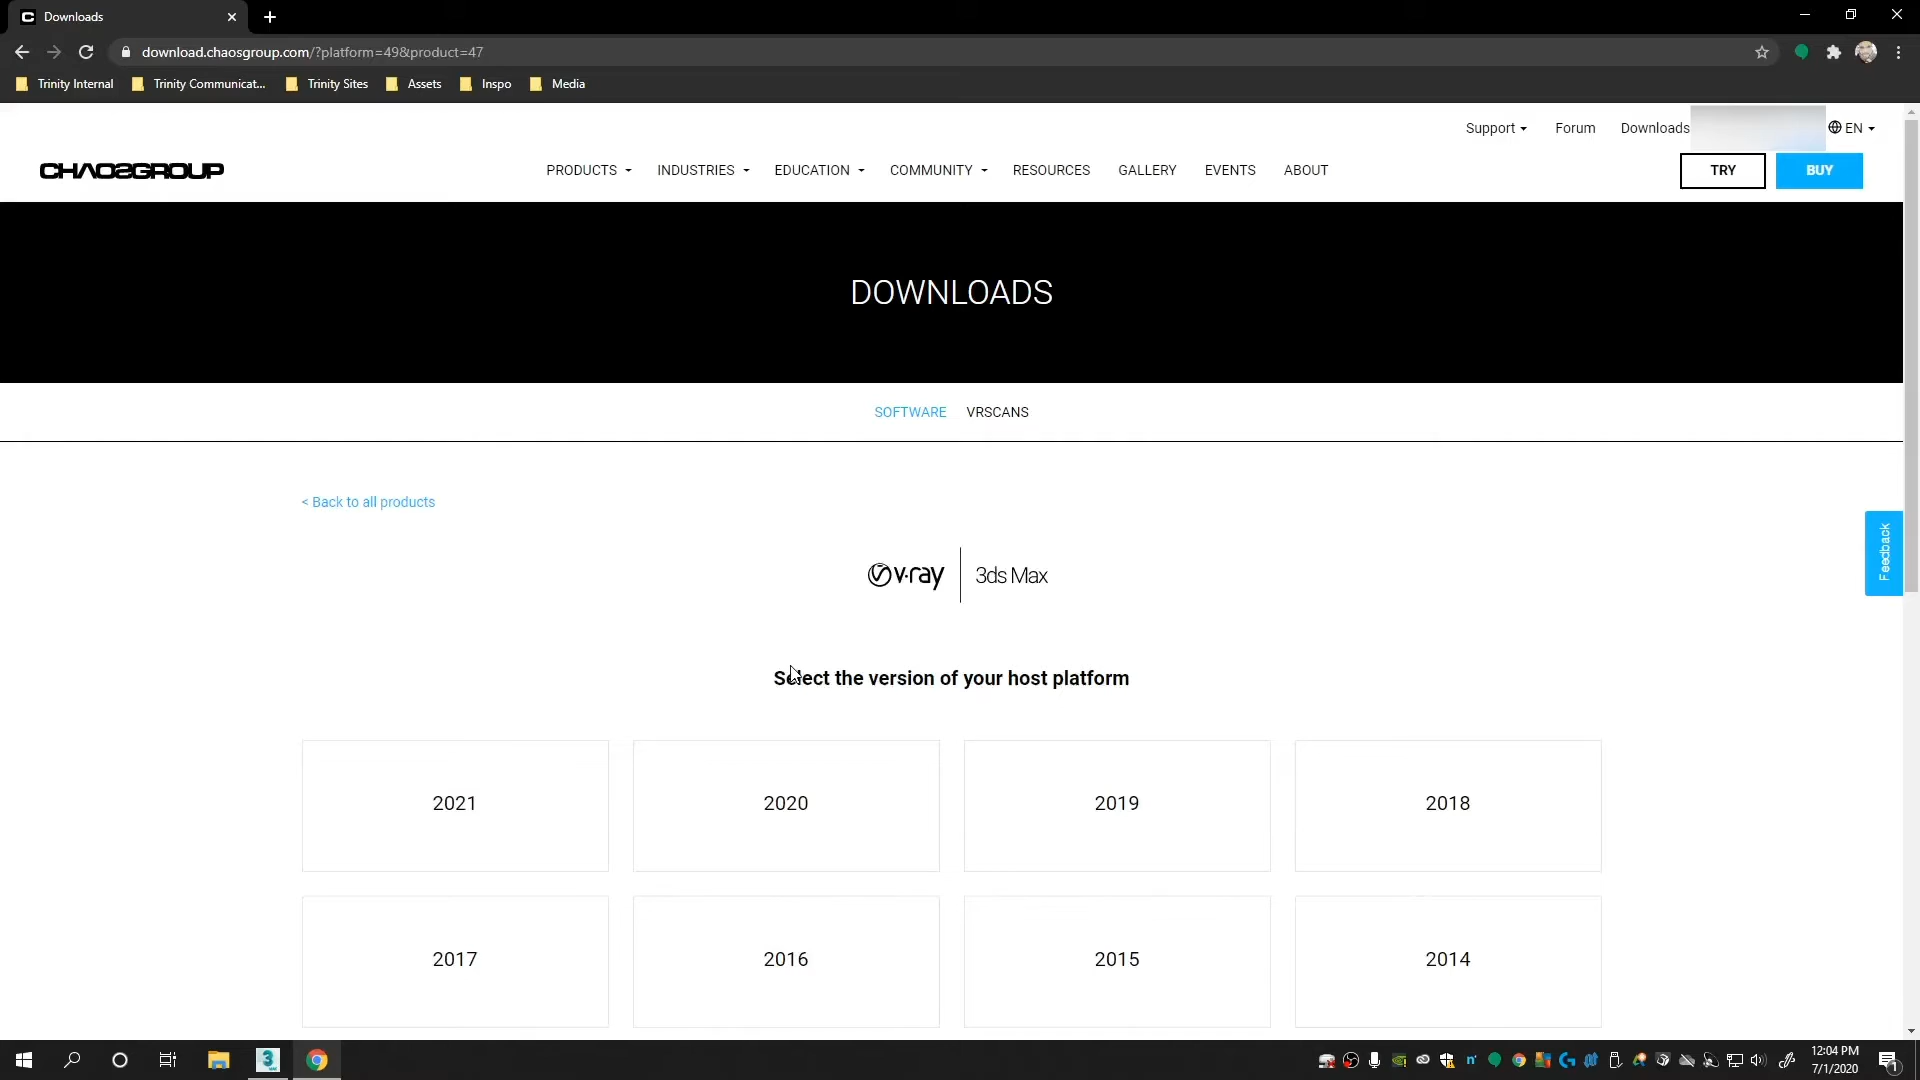 Downloads
download.chaosgroup.com/?platform=49&product=47
Trinity Internal
Trinity Communicat...
Trinity Sites
Assets
Inspo
Media
Support
Forum
Downloads
EN
CHAOSGROUP
PRODUCTS
INDUSTRIES
EDUCATION
COMMUNITY
RESOURCES
GALLERY
EVENTS
ABOUT
TRY
BUY
DOWNLOADS
SOFTWARE
VRSCANS
< Back to all products
Feedback
v·ray
3ds Max
Select the version of your host platform
2021
2020
2019
2018
2017
2016
2015
2014
12:04 PM
7/1/2020
1